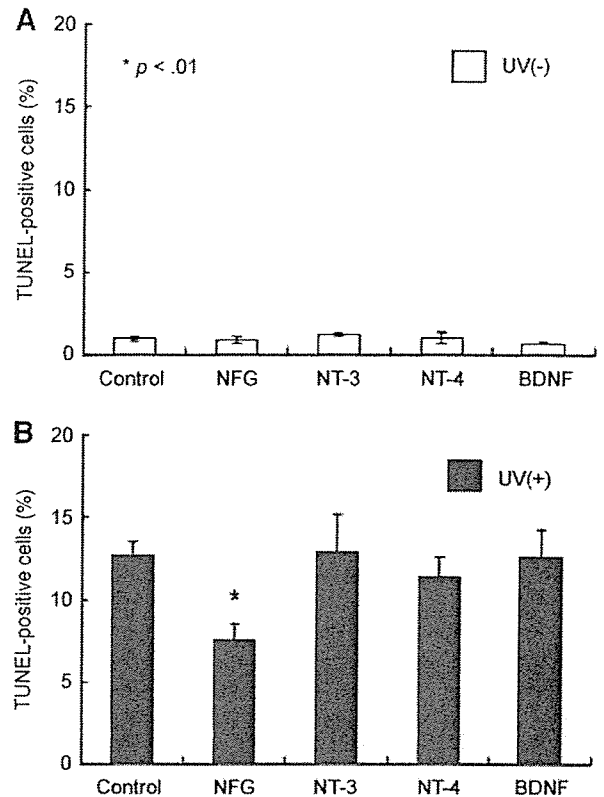 A
20
15
10
5
0
TUNEL-positive cells (%)
* p < .01
UV(-)
Control NFG NT-3 NT-4 BDNF
B
20
15
10
5
0
TUNEL-positive cells (%)
UV(+)
*
Control NFG NT-3 NT-4 BDNF